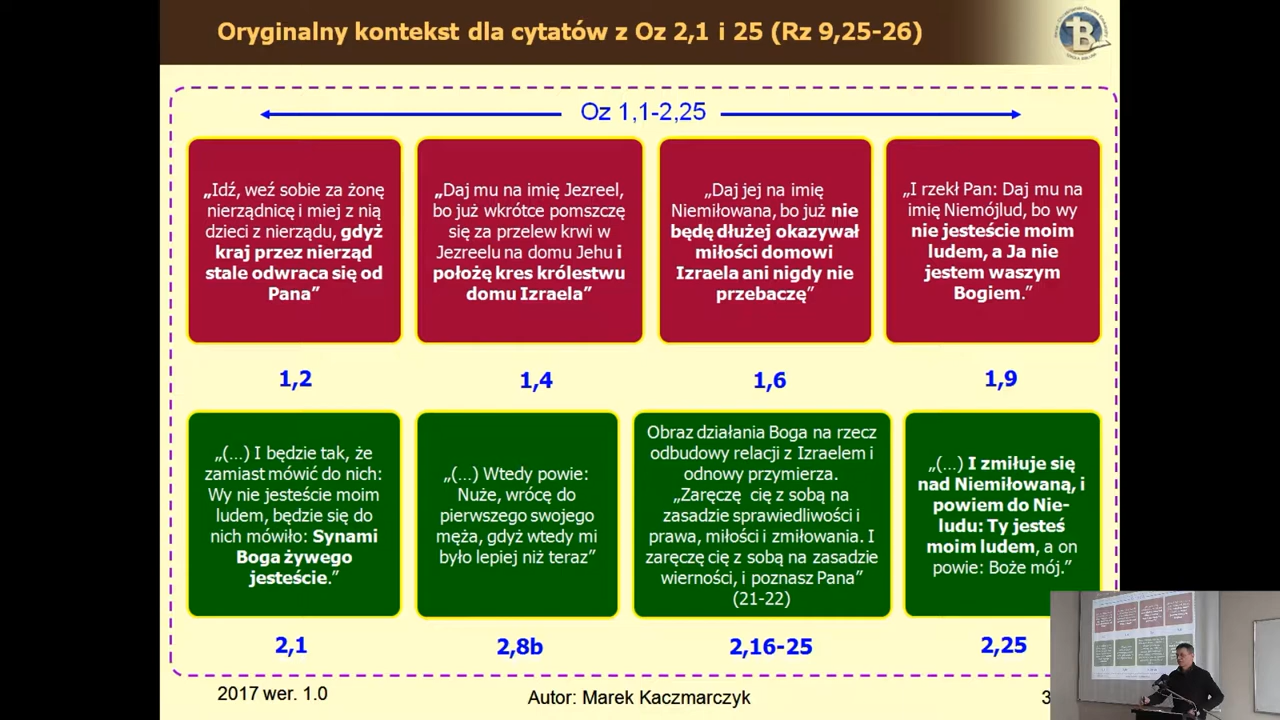 Oryginalny kontekst dla cytatów z Oz 2,1 i 25 (Rz 9,25-26)
Oz 1,1-2,25
„Idź, weź sobie za żonę
nierządnicę i miej z nią
dzieci z nierządu, gdyż
kraj przez nierząd
stale odwraca się od
Pana”
1,2
„Daj mu na imię Jezreel,
bo już wkrótce pomszczę
się za przelew krwi w
Jezreelu na domu Jehu i
położę kres królestwu
domu Izraela”
1,4
„Daj jej na imię
Niemiłowana, bo już nie
będę dłużej okazywał
miłości domowi
Izraela ani nigdy nie
przebaczę”
1,6
„I rzekł Pan: Daj mu na
imię Niemójlud, bo wy
nie jesteście moim
ludem, a Ja nie
jestem waszym
Bogiem.”
1,9
„(...) I będzie tak, że
zamiast mówić do nich:
Wy nie jesteście moim
ludem, będzie się do
nich mówiło: Synami
Boga żywego
jesteście.”
2,1
„(...) Wtedy powie:
Nuże, wrócę do
pierwszego swojego
męża, gdyż wtedy mi
było lepiej niż teraz”
2,8b
Obraz działania Boga na rzecz
odbudowy relacji z Izraelem i
odnowy przymierza.
„Zaręczę cię z sobą na
zasadzie sprawiedliwości i
prawa, miłości i zmiłowania. I
zaręczę cię z sobą na zasadzie
wierności, i poznasz Pana”
(21-22)
2,16-25
„(...) I zmiłuje się
nad Niemiłowaną, i
powiem do Nie-
ludu: Ty jesteś
moim ludem, a on
powie: Boże mój.”
2,25
2017 wer. 1.0
Autor: Marek Kaczmarczyk
3